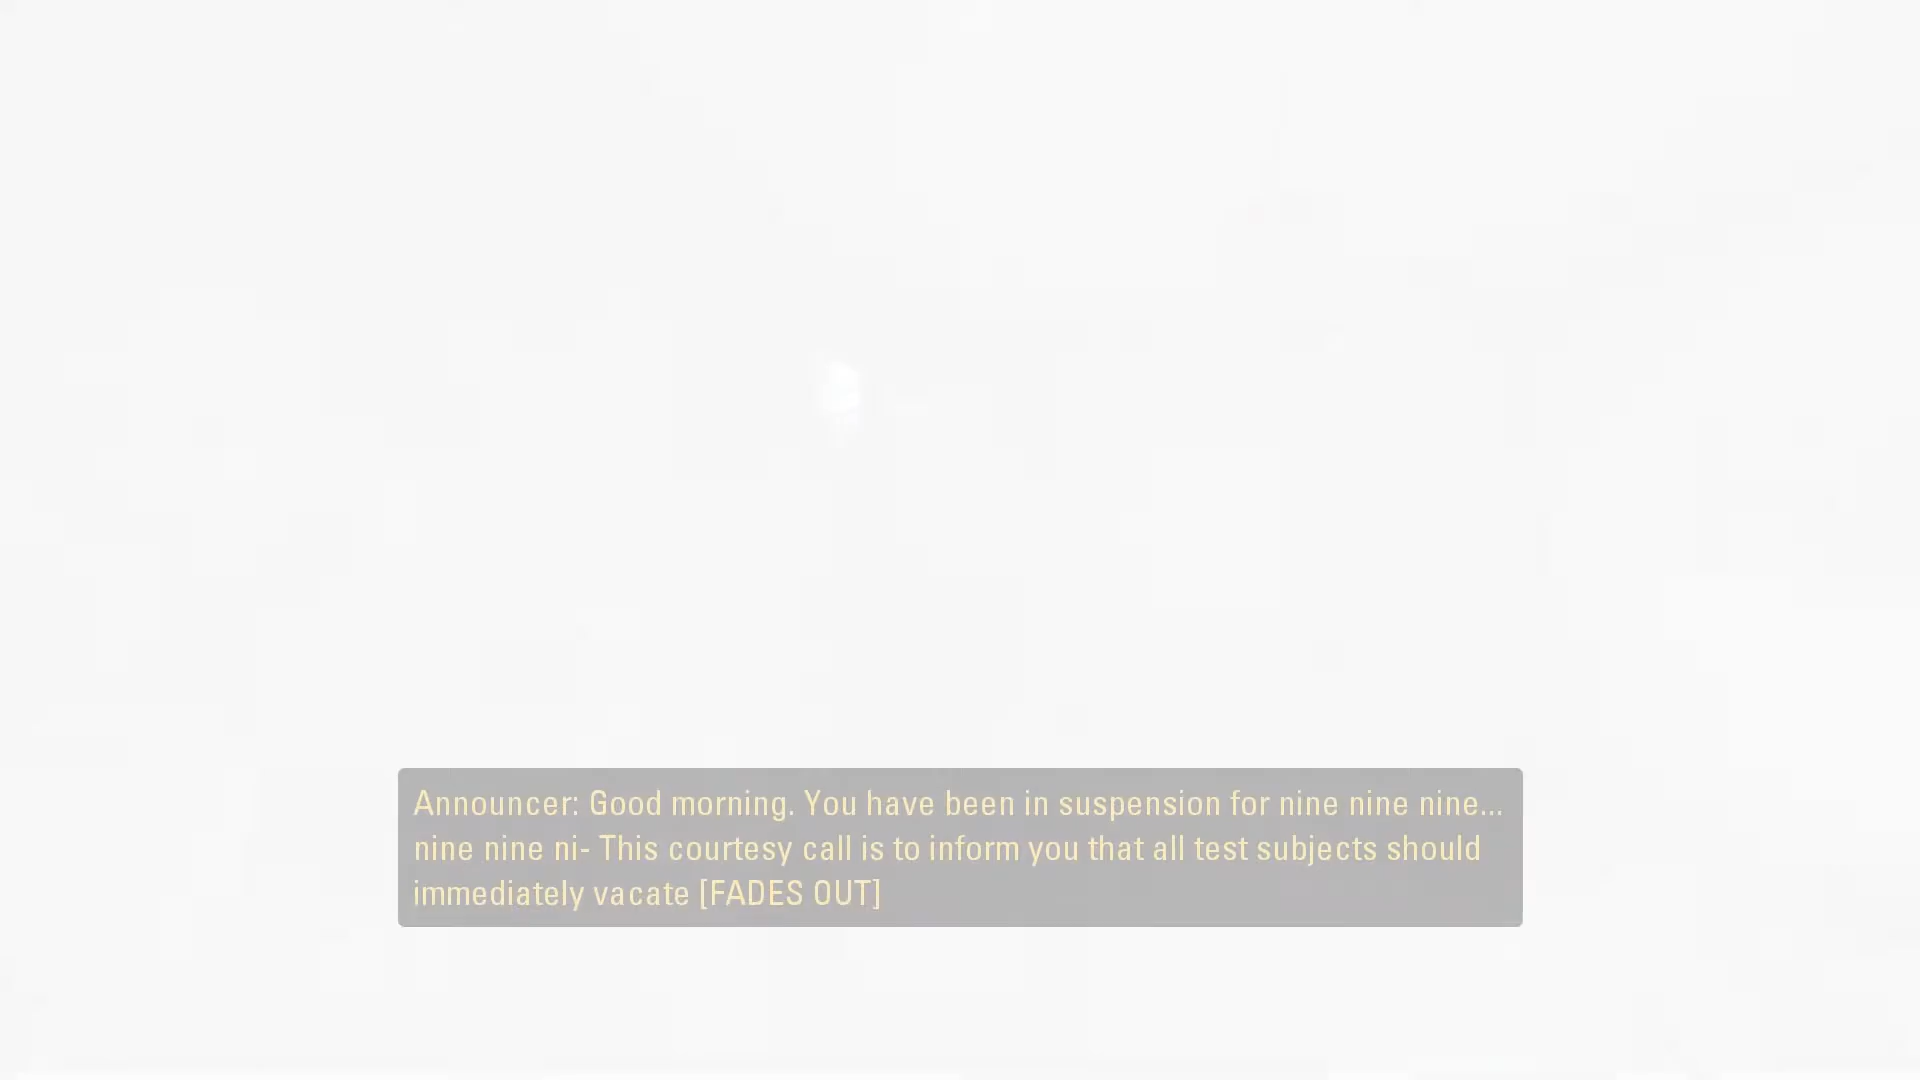 Announcer: Good morning. You have been in suspension for nine nine nine...
nine nine ni- This courtesy call is to inform you that all test subjects should
immediately vacate [FADES OUT]